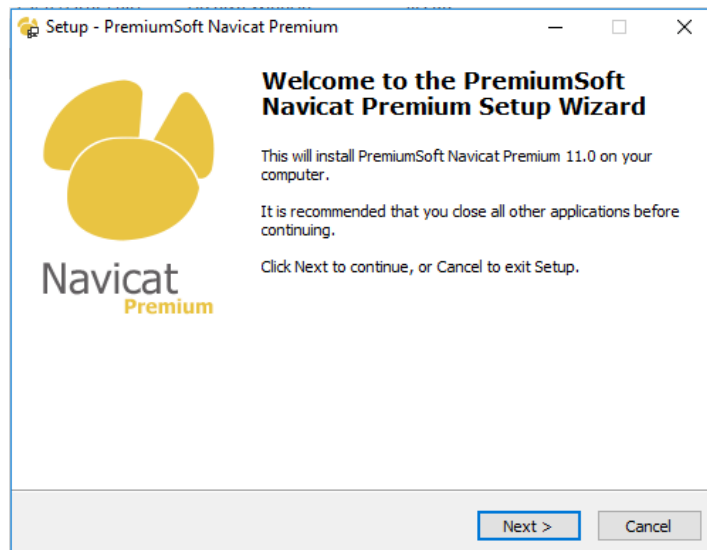 Setup - PremiumSoft Navicat Premium
Welcome to the PremiumSoft
Navicat Premium Setup Wizard
This will install PremiumSoft Navicat Premium 11.0 on your
computer.
It is recommended that you close all other applications before
continuing.
Click Next to continue, or Cancel to exit Setup.
Navicat
Premium
Next >
Cancel